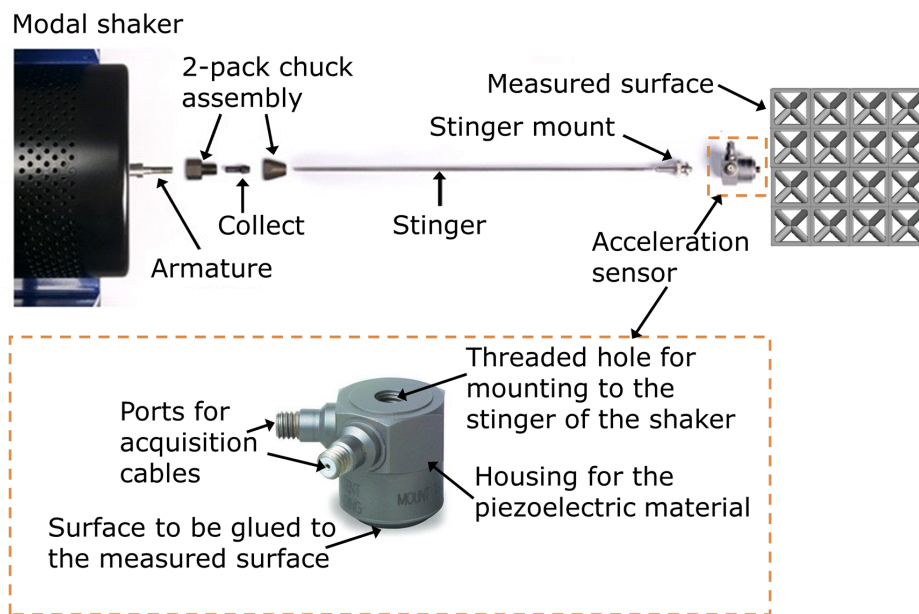 Modal shaker
2-pack chuck
assembly
Measured surface
Stinger mount
Collect
Stinger
Armature
Acceleration
sensor
Threaded hole for
mounting to the
stinger of the shaker
Ports for
acquisition
cables
Housing for the
piezoelectric material
MOUNT
Surface to be glued to
the measured surface